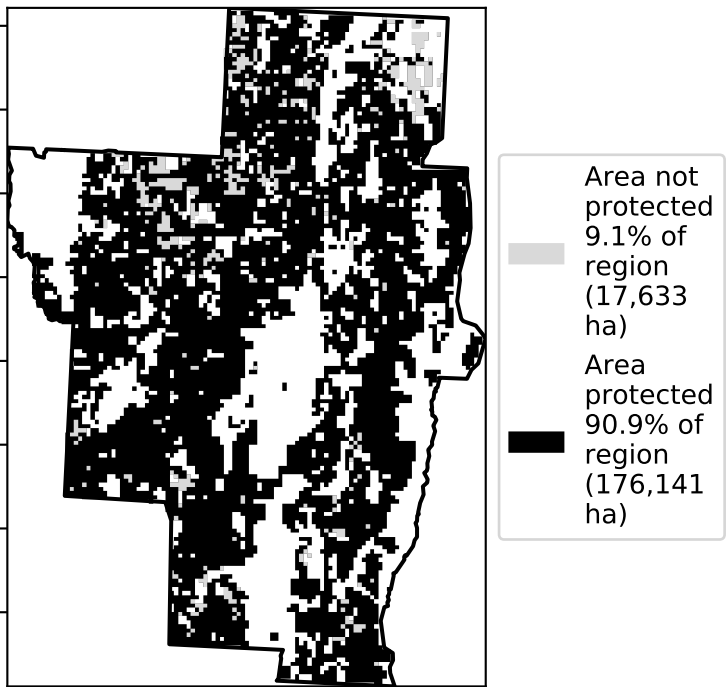 Area not
protected
9.1% of
region
(17,633
ha)
Area
protected
90.9% of
region
(176,141
ha)